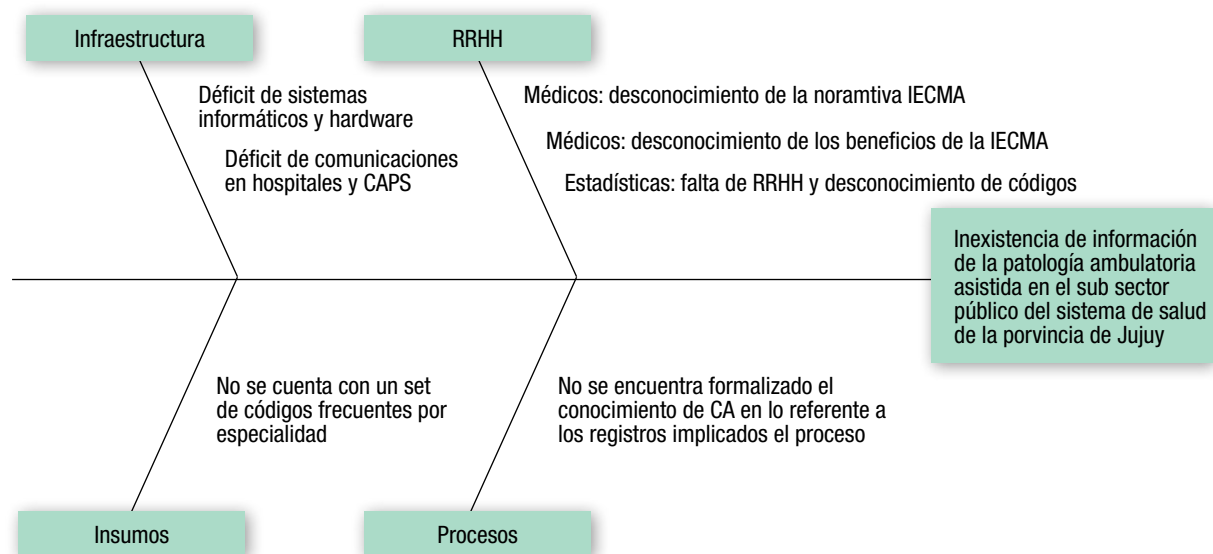 Infraestructura
RRHH
Déficit de sistemas
informáticos y hardware
Déficit de comunicaciones
en hospitales y CAPS
Médicos: desconocimiento de la noramtiva IECMA
Médicos: desconocimiento de los beneficios de la IECMA
Estadísticas: falta de RRHH y desconocimiento de códigos
Inexistencia de información
de la patología ambulatoria
asistida en el sub sector
público del sistema de salud
de la porvincia de Jujuy
No se cuenta con un set
de códigos frecuentes por
especialidad
No se encuentra formalizado el
conocimiento de CA en lo referente a
los registros implicados el proceso
Insumos
Procesos